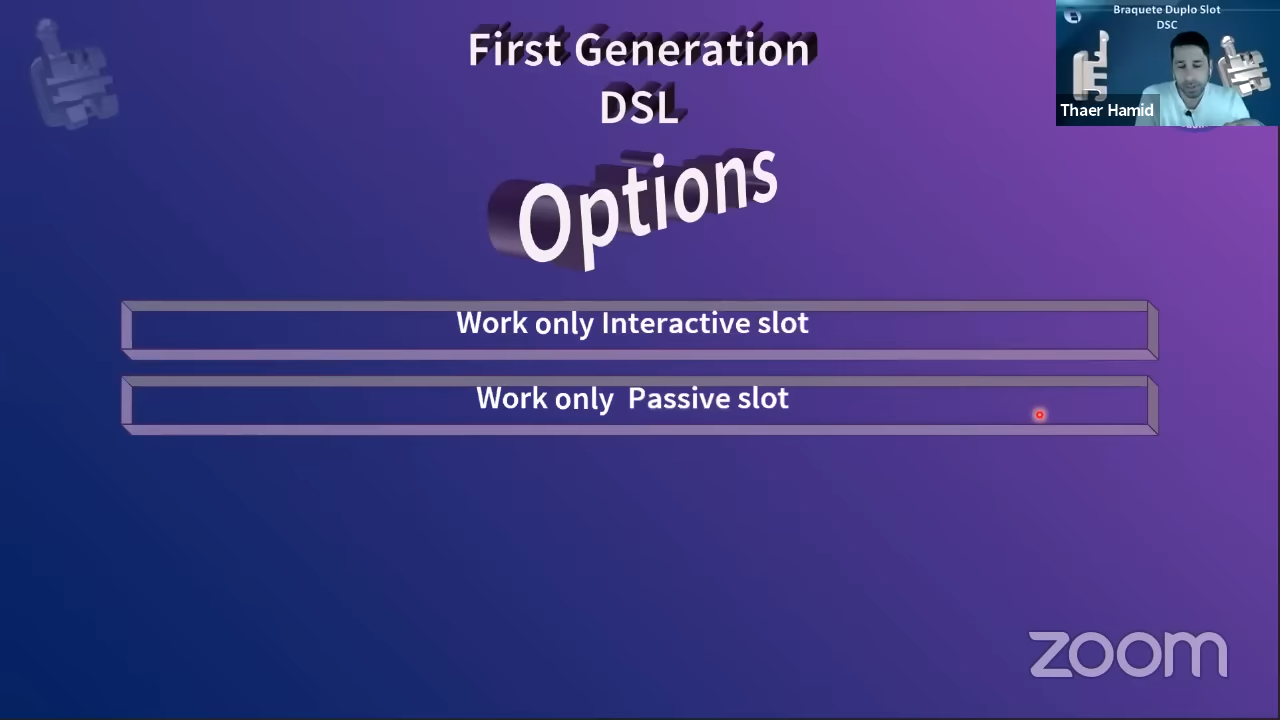 First Generation
DSL
Options
Work only Interactive slot
Work only Passive slot
Braquete Duplo Slot
DSC
Thaer Hamid
zoom